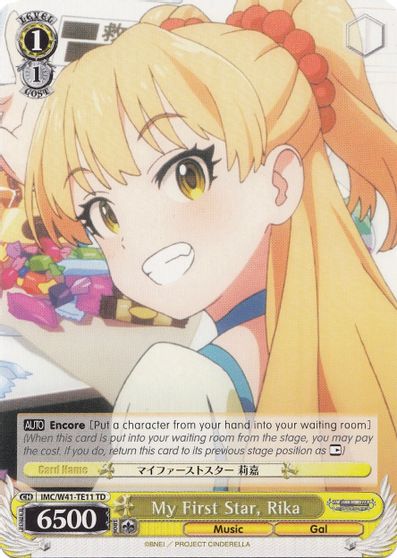 LEVEL
1
1
COST
救
AUTO Encore [Put a character from your hand into your waiting room]
(When this card is put into your waiting room from the stage, you may pay
the cost. If you do, return this card to its previous stage position as )
Card Name マイファーストスター 莉嘉
CD IMC/W41-TE11 TD
6500
My First Star, Rika
Music Gal
©BNEI ／ PROJECT CINDERELLA